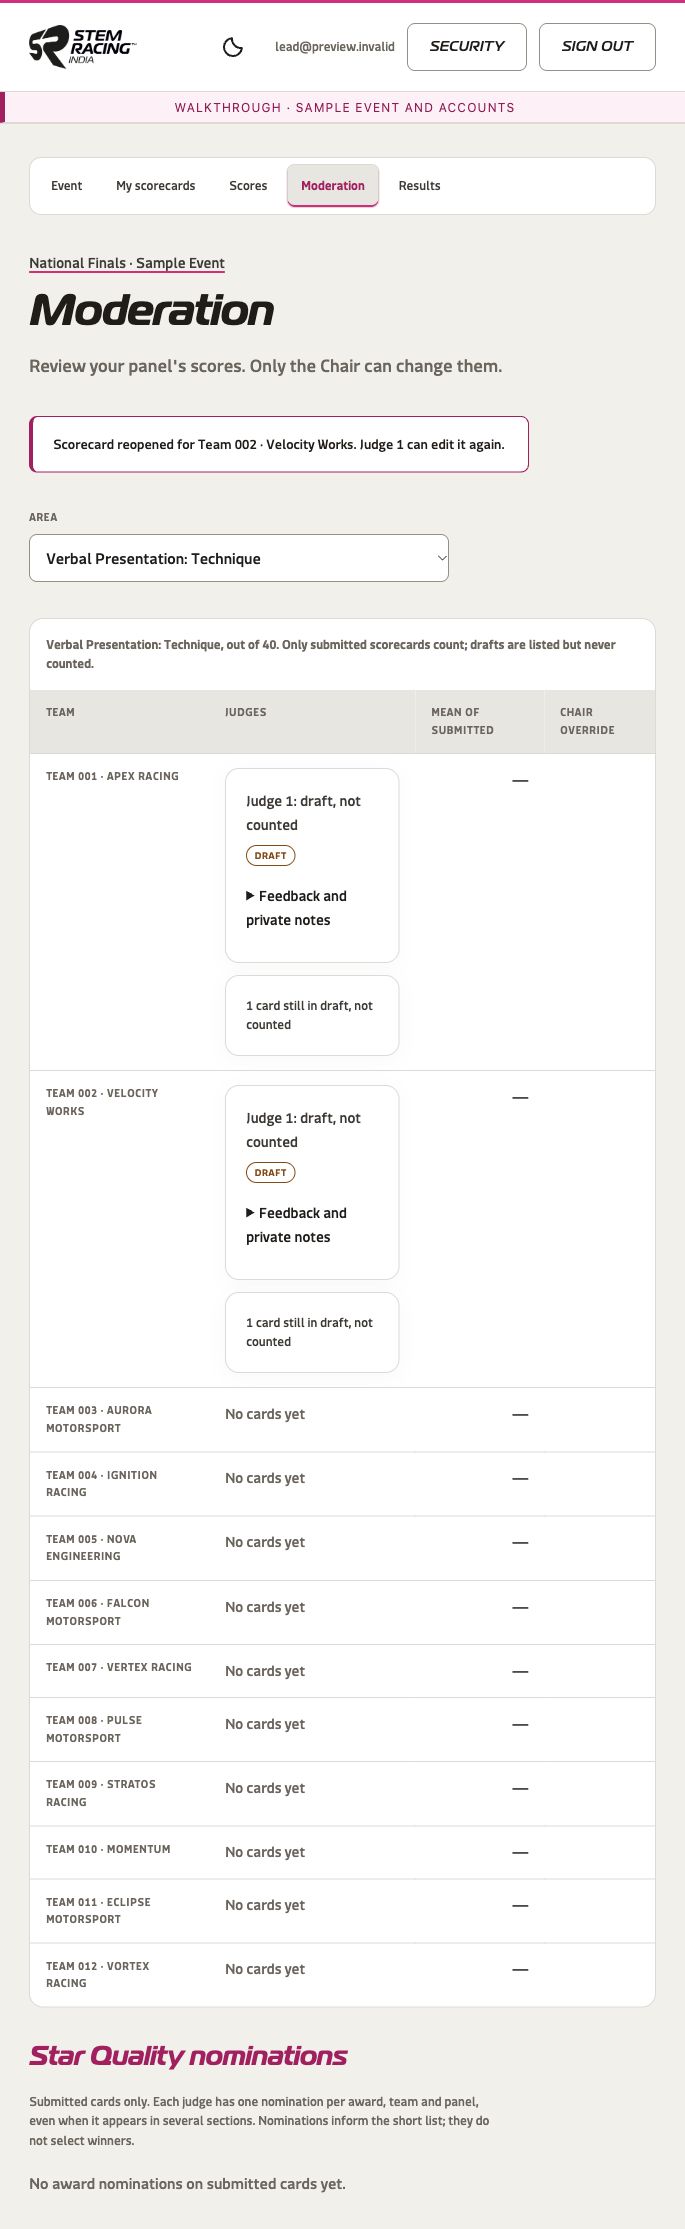 STEM
RACING™
INDIA
lead@preview.invalid
SECURITY
SIGN OUT
WALKTHROUGH · SAMPLE EVENT AND ACCOUNTS
Event
My scorecards
Scores
Moderation
Results
National Finals · Sample Event
Moderation
Review your panel's scores. Only the Chair can change them.
Scorecard reopened for Team 002 · Velocity Works. Judge 1 can edit it again.
AREA
Verbal Presentation: Technique
Verbal Presentation: Technique, out of 40. Only submitted scorecards count; drafts are listed but never
counted.
TEAM
JUDGES
MEAN OF
SUBMITTED
CHAIR
OVERRIDE
TEAM 001 · APEX RACING
Judge 1: draft, not
counted
DRAFT
▶ Feedback and
private notes
1 card still in draft, not
counted
—
TEAM 002 · VELOCITY
WORKS
Judge 1: draft, not
counted
DRAFT
▶ Feedback and
private notes
1 card still in draft, not
counted
—
TEAM 003 · AURORA
MOTORSPORT
No cards yet
—
TEAM 004 · IGNITION
RACING
No cards yet
—
TEAM 005 · NOVA
ENGINEERING
No cards yet
—
TEAM 006 · FALCON
MOTORSPORT
No cards yet
—
TEAM 007 · VERTEX RACING
No cards yet
—
TEAM 008 · PULSE
MOTORSPORT
No cards yet
—
TEAM 009 · STRATOS
RACING
No cards yet
—
TEAM 010 · MOMENTUM
No cards yet
—
TEAM 011 · ECLIPSE
MOTORSPORT
No cards yet
—
TEAM 012 · VORTEX
RACING
No cards yet
—
Star Quality nominations
Submitted cards only. Each judge has one nomination per award, team and panel,
even when it appears in several sections. Nominations inform the short list; they do
not select winners.
No award nominations on submitted cards yet.